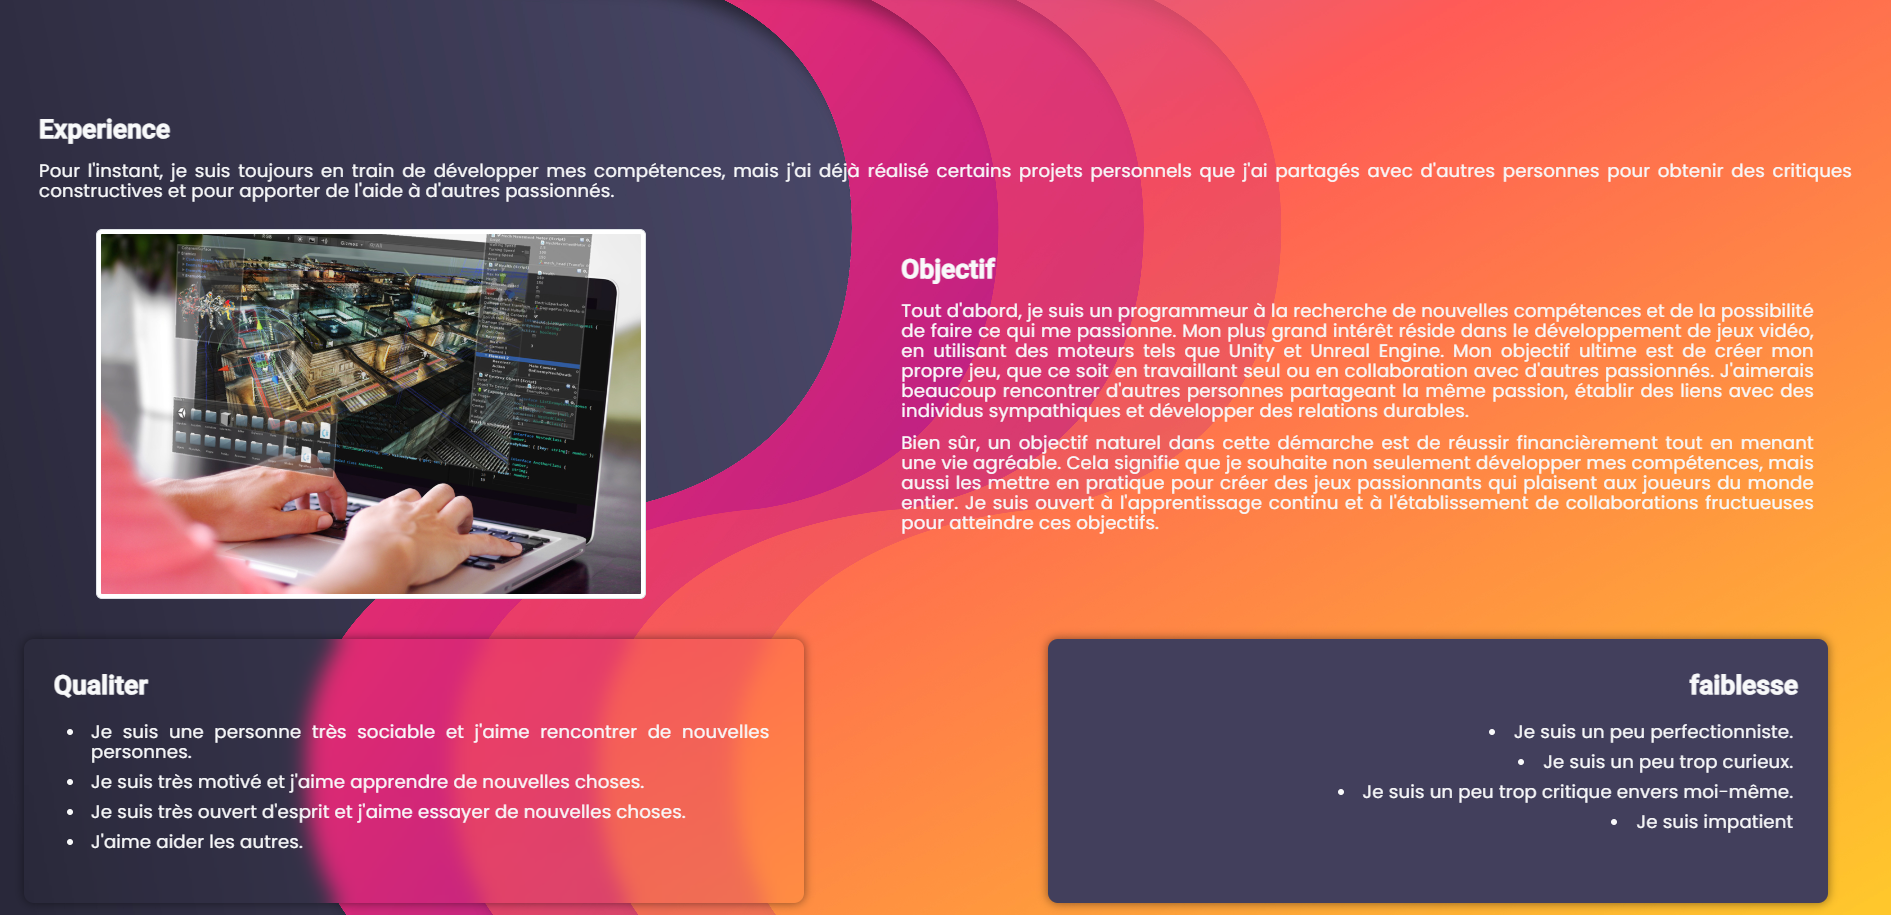 Experience
Pour l'instant, je suis toujours en train de développer mes compétences, mais j'ai déjà réalisé certains projets personnels que j'ai partagés avec d'autres personnes pour obtenir des critiques
constructives et pour apporter de l'aide à d'autres passionnés.
Objectif
Tout d'abord, je suis un programmeur à la recherche de nouvelles compétences et de la possibilité
de faire ce qui me passionne. Mon plus grand intérêt réside dans le développement de jeux vidéo,
en utilisant des moteurs tels que Unity et Unreal Engine. Mon objectif ultime est de créer mon
propre jeu, que ce soit en travaillant seul ou en collaboration avec d'autres passionnés. J'aimerais
beaucoup rencontrer d'autres personnes partageant la même passion, établir des liens avec des
individus sympathiques et développer des relations durables.
Bien sûr, un objectif naturel dans cette démarche est de réussir financièrement tout en menant
une vie agréable. Cela signifie que je souhaite non seulement développer mes compétences, mais
aussi les mettre en pratique pour créer des jeux passionnants qui plaisent aux joueurs du monde
entier. Je suis ouvert à l'apprentissage continu et à l'établissement de collaborations fructueuses
pour atteindre ces objectifs.
Qualiter
• Je suis une personne très sociable et j'aime rencontrer de nouvelles
personnes.
• Je suis très motivé et j'aime apprendre de nouvelles choses.
• Je suis très ouvert d'esprit et j'aime essayer de nouvelles choses.
• J'aime aider les autres.
faiblesse
• Je suis un peu perfectionniste.
• Je suis un peu trop curieux.
• Je suis un peu trop critique envers moi-même.
• Je suis impatient